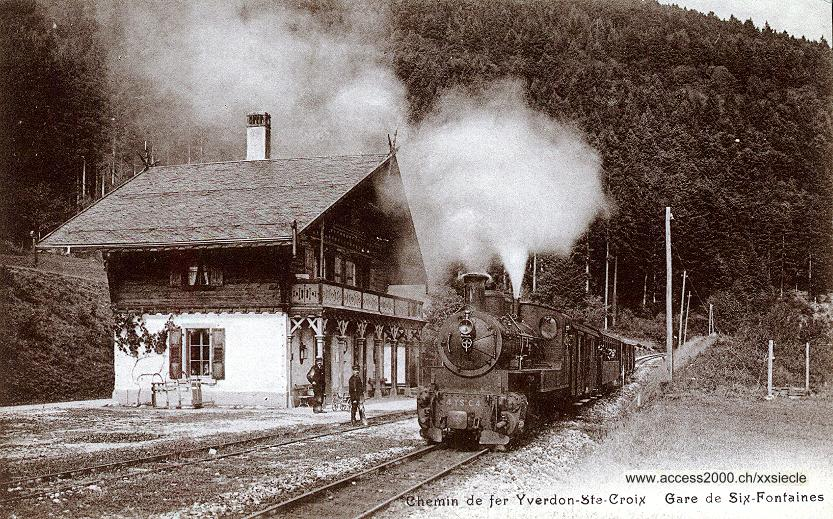 www.access2000.ch/xxsiecle
Chemin de fer Yverdon-Ste-Croix Gare de Six-Fontaines